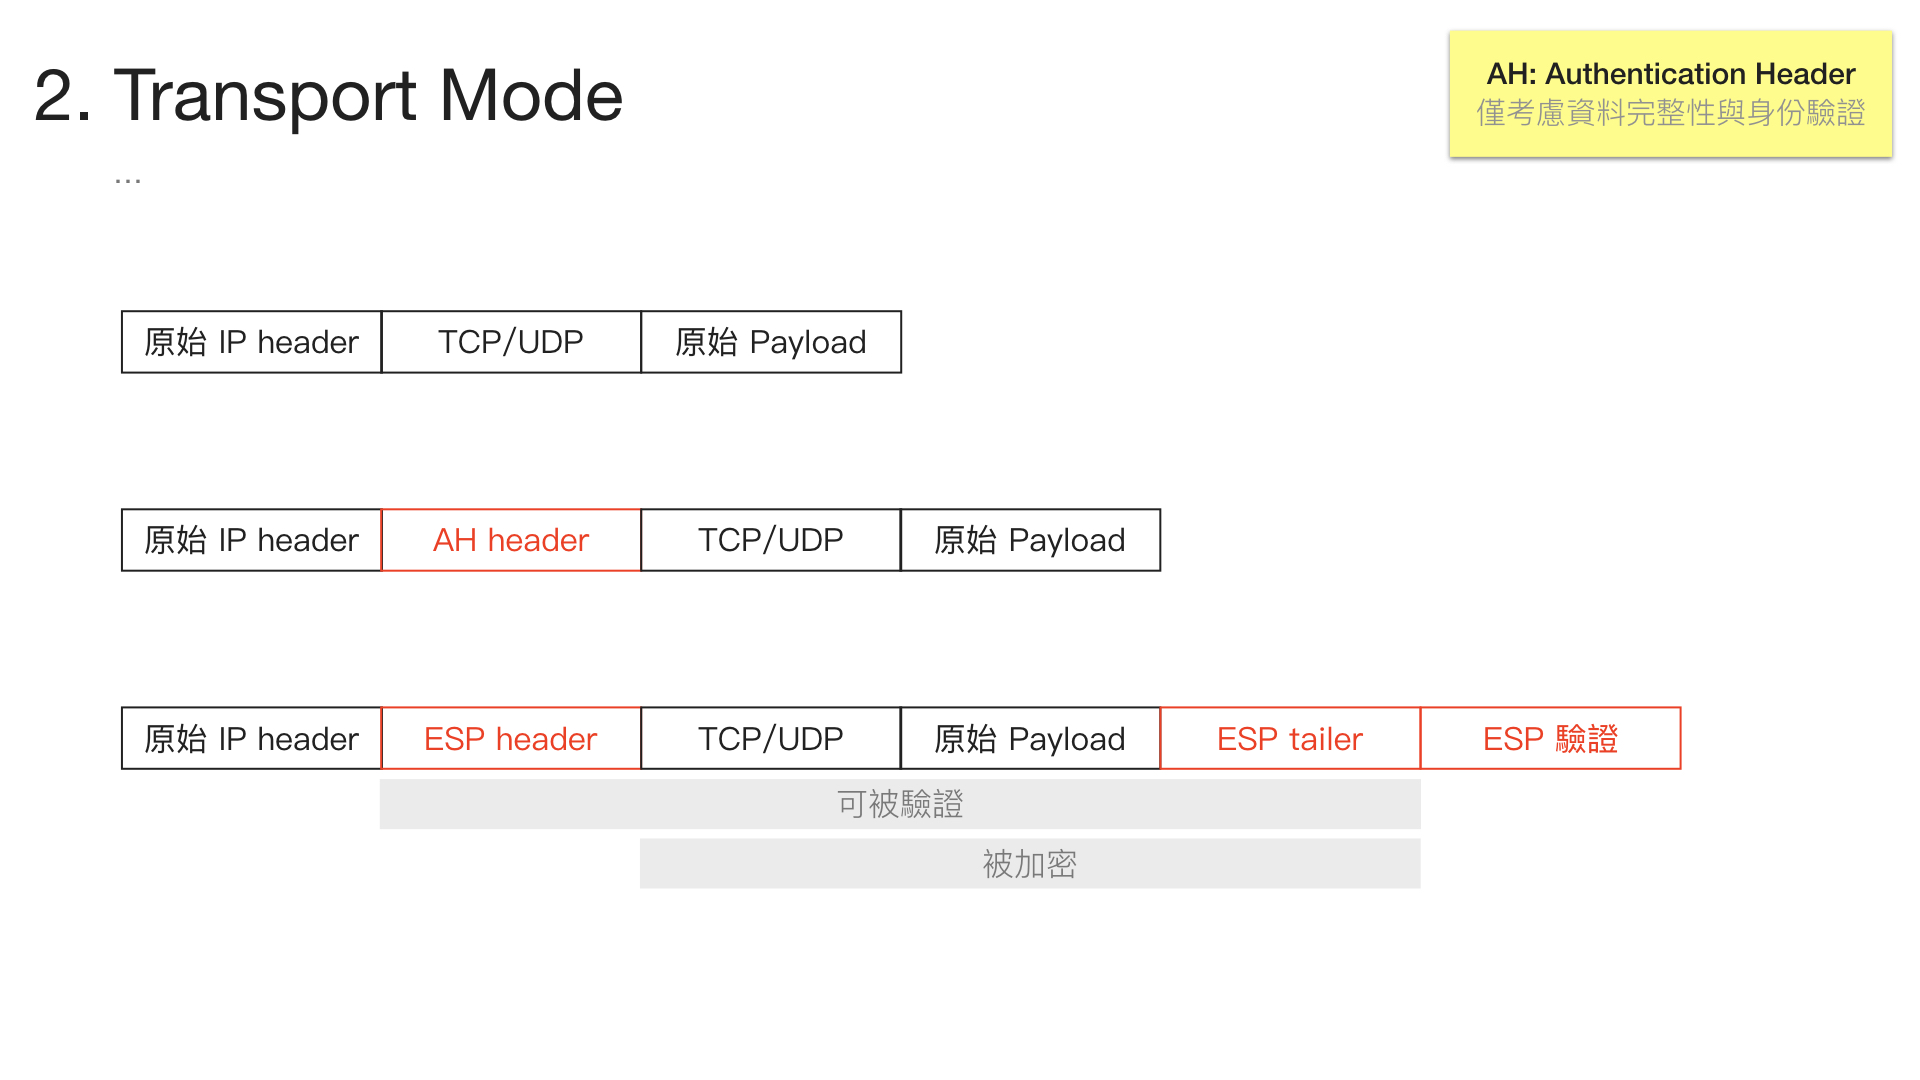 2. Transport Mode
AH: Authentication Header
僅考慮資料完整性與身份驗證
...
原始 IP header TCP/UDP 原始 Payload
原始 IP header AH header TCP/UDP 原始 Payload
原始 IP header ESP header TCP/UDP 原始 Payload ESP tailer ESP 驗證
可被驗證
被加密